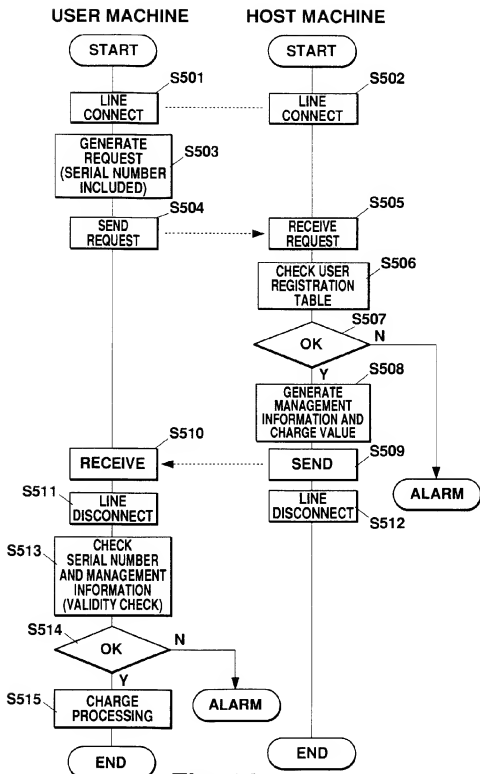 USER MACHINE
HOST MACHINE
START
START
S501
S502
LINE
CONNECT
LINE
CONNECT
S503
GENERATE
REQUEST
(SERIAL NUMBER
INCLUDED)
S504
S505
SEND
REQUEST
RECEIVE
REQUEST
S506
CHECK USER
REGISTRATION
TABLE
S507
OK
N
Y
S508
GENERATE
MANAGEMENT
INFORMATION AND
CHARGE VALUE
S510
S509
RECEIVE
SEND
ALARM
S511
LINE
DISCONNECT
LINE
DISCONNECT
S512
S513
CHECK
SERIAL NUMBER
AND MANAGEMENT
INFORMATION
(VALIDITY CHECK)
S514
OK
N
Y
S515
CHARGE
PROCESSING
ALARM
END
END